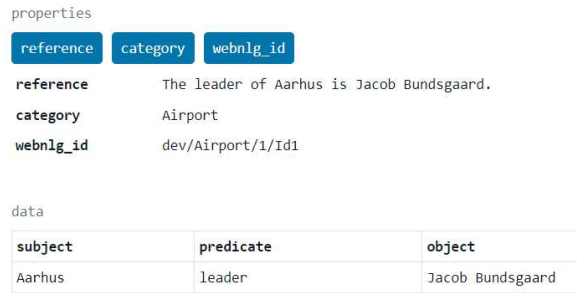 properties
reference category webnlg_id
reference The leader of Aarhus is Jacob Bundsgaard.
category Airport
webnlg_id dev/Airport/1/Id1
data
subject predicate object
Aarhus leader Jacob Bundsgaard